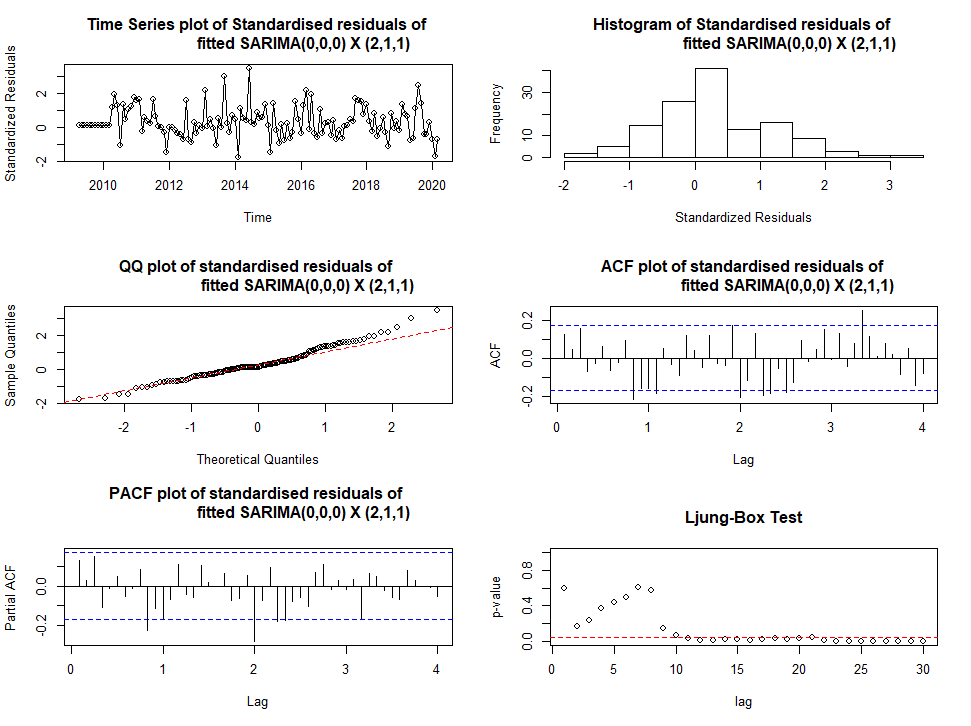 Time Series plot of Standardised residuals of
fitted SARIMA(0,0,0) X (2,1,1)
Standardized Residuals
-2 0 2
2010 2012 2014 2016 2018 2020
Time
Histogram of Standardised residuals of
fitted SARIMA(0,0,0) X (2,1,1)
Frequency
0 10 30
-2 -1 0 1 2 3
Standardized Residuals
QQ plot of standardised residuals of
fitted SARIMA(0,0,0) X (2,1,1)
Sample Quantiles
-2 0 2
-2 -1 0 1 2
Theoretical Quantiles
ACF plot of standardised residuals of
fitted SARIMA(0,0,0) X (2,1,1)
ACF
-0.2 0.0 0.2
0 1 2 3 4
Lag
PACF plot of standardised residuals of
fitted SARIMA(0,0,0) X (2,1,1)
Partial ACF
-0.2 0.0
0 1 2 3 4
Lag
Ljung-Box Test
p-value
0.0 0.4 0.8
0 5 10 15 20 25 30
lag